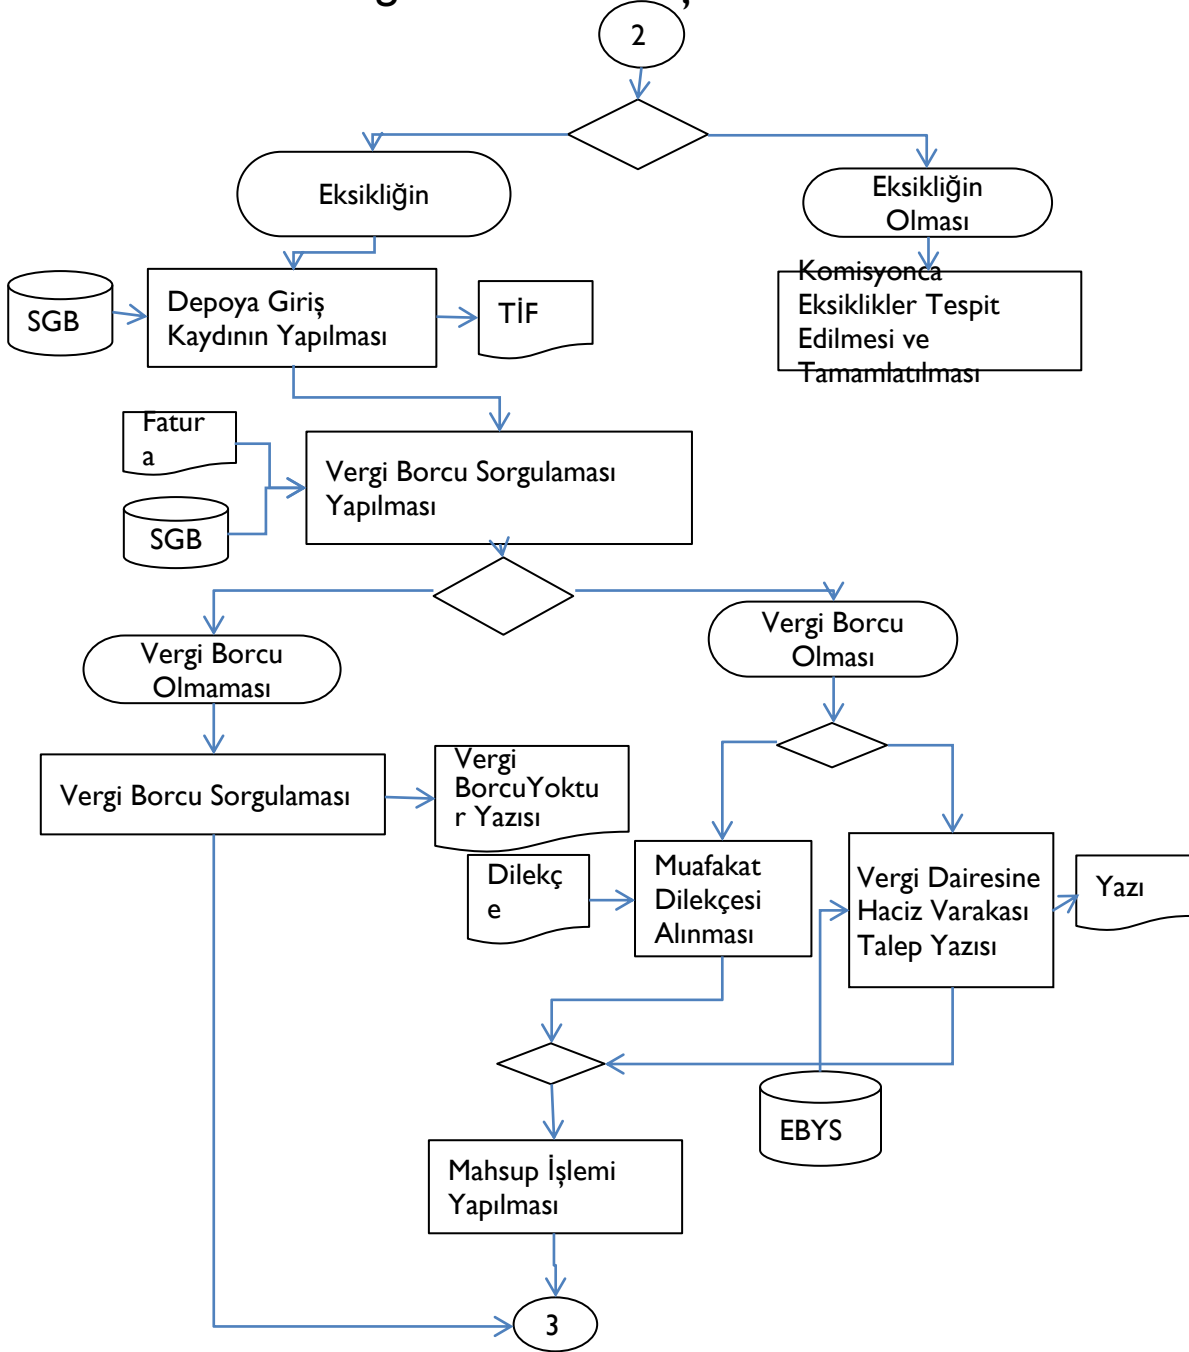 2
Eksikliğin
Eksikliğin
Olması
SGB
Depoya Giriş
Kaydının Yapılması
TİF
Komisyonca
Eksiklikler Tespit
Edilmesi ve
Tamamlatılması
Fatur
a
SGB
Vergi Borcu Sorgulaması
Yapılması
Vergi Borcu
Olmaması
Vergi Borcu
Olması
Vergi Borcu Sorgulaması
Vergi
BorcuYoktu
r Yazısı
Dilekç
e
Muafakat
Dilekçesi
Alınması
Vergi Dairesine
Haciz Varakası
Talep Yazısı
Yazı
EBYS
Mahsup İşlemi
Yapılması
3